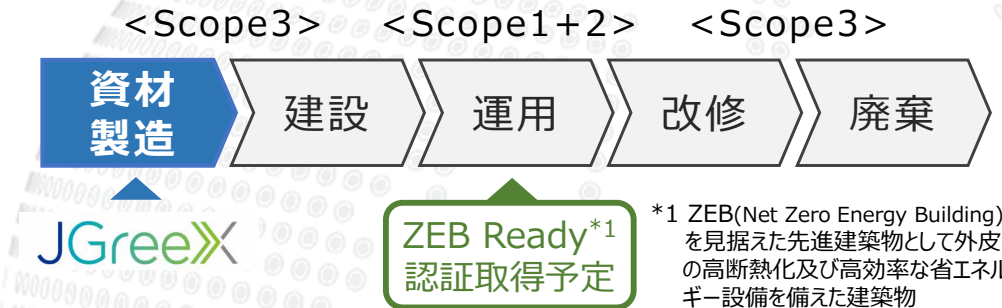 <Scope3> <Scope1+2> <Scope3>
資材
製造
建設
運用
改修
廃棄
JGreeX
ZEB Ready*1
認証取得予定
*1 ZEB(Net Zero Energy Building)
を見据えた先進建築物として外皮
の高断熱化及び高効率な省エネル
ギー設備を備えた建築物